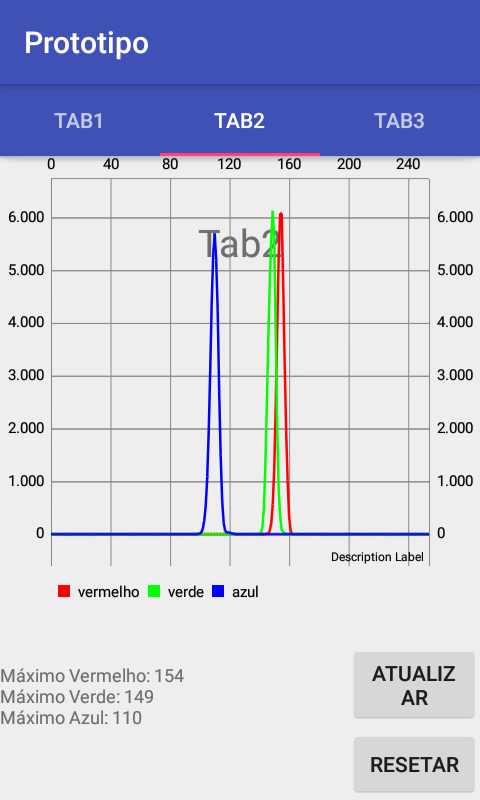 Prototipo
TAB1 TAB2 TAB3
0 40 80 120 160 200 240
6.000 6.000
Tab2
5.000 5.000
4.000 4.000
3.000 3.000
2.000 2.000
1.000 1.000
0 0
Description Label
vermelho verde azul
Máximo Vermelho: 154
Máximo Verde: 149
Máximo Azul: 110
ATUALIZ
AR
RESETAR